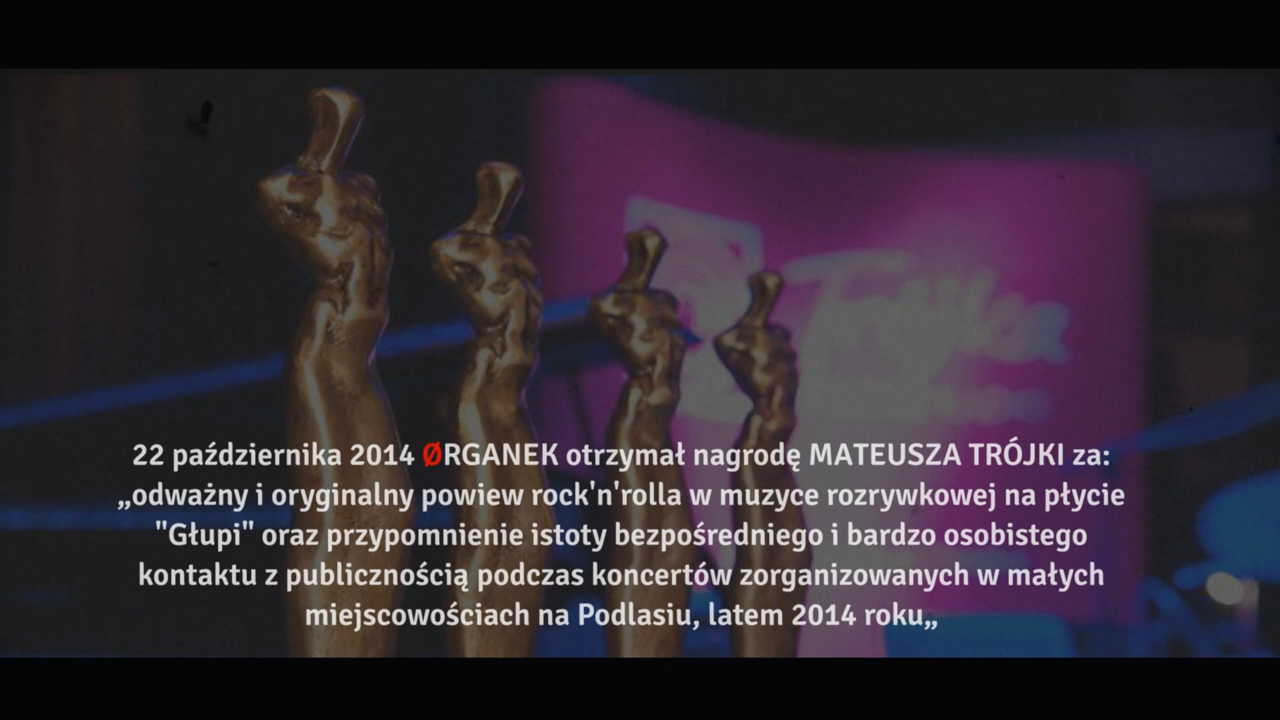 22 października 2014 ØRGANEK otrzymał nagrodę MATEUSZA TRÓJKI za:
„odważny i oryginalny powiew rock'n'rolla w muzyce rozrywkowej na płycie
"Głupi" oraz przypomnienie istoty bezpośredniego i bardzo osobistego
kontaktu z publicznością podczas koncertów zorganizowanych w małych
miejscowościach na Podlasiu, latem 2014 roku„